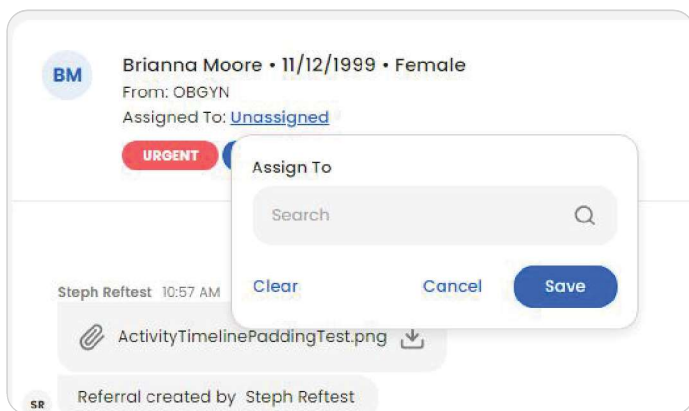 BM
Brianna Moore • 11/12/1999 • Female
From: OBGYN
Assigned To: Unassigned
URGENT
Assign To
Search
Clear Cancel Save
Steph Reftest 10:57 AM
ActivityTimelinePaddingTest.png
Referral created by Steph Reftest
SR